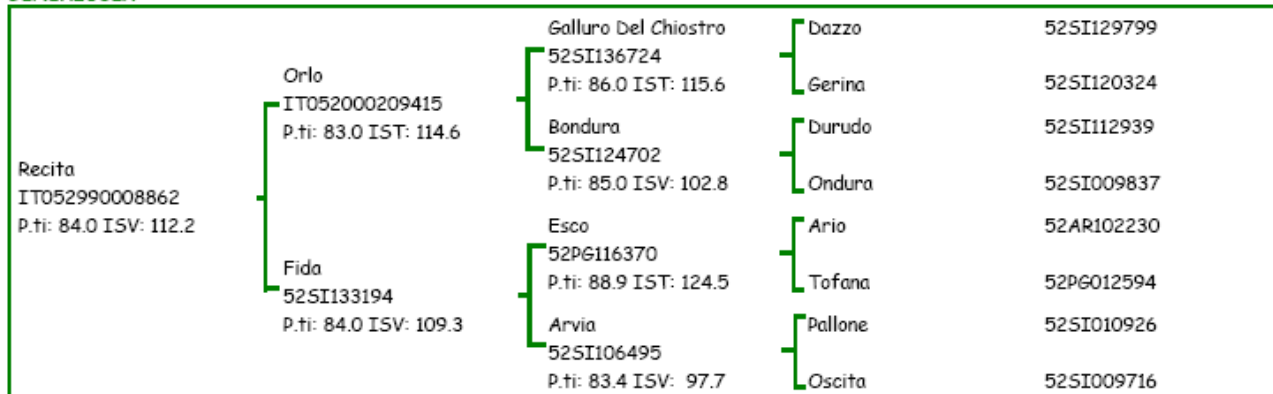 Recita
IT052990008862
P.ti: 84.0 ISV: 112.2
Orlo
IT052000209415
P.ti: 83.0 IST: 114.6
Fida
52SI133194
P.ti: 84.0 ISV: 109.3
Galluro Del Chiostro
52SI136724
P.ti: 86.0 IST: 115.6
Bondura
52SI124702
P.ti: 85.0 ISV: 102.8
Esco
52PG116370
P.ti: 88.9 IST: 124.5
Arvia
52SI106495
P.ti: 83.4 ISV: 97.7
Dazzo 52SI129799
Gerina 52SI120324
Durudo 52SI112939
Ondura 52SI009837
Ario 52AR102230
Tofana 52PG012594
Pallone 52SI010926
Oscita 52SI009716